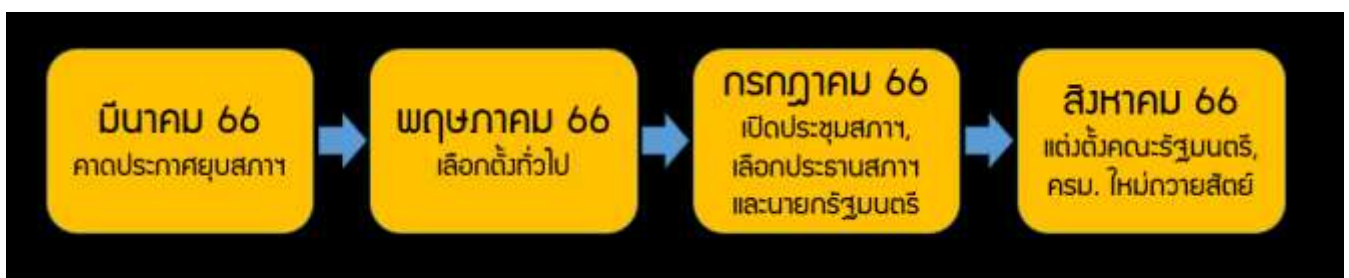 มีนาคม 66
คาดประกาศยุบสภาฯ
พฤษภาคม 66
เลือกตั้งทั่วไป
กรกฎาคม 66
เปิดประชุมสภาฯ,
เลือกประธานสภาฯ
และนายกรัฐมนตรี
สิงหาคม 66
แต่งตั้งคณะรัฐมนตรี,
ครม. ใหม่ถวายสัตย์